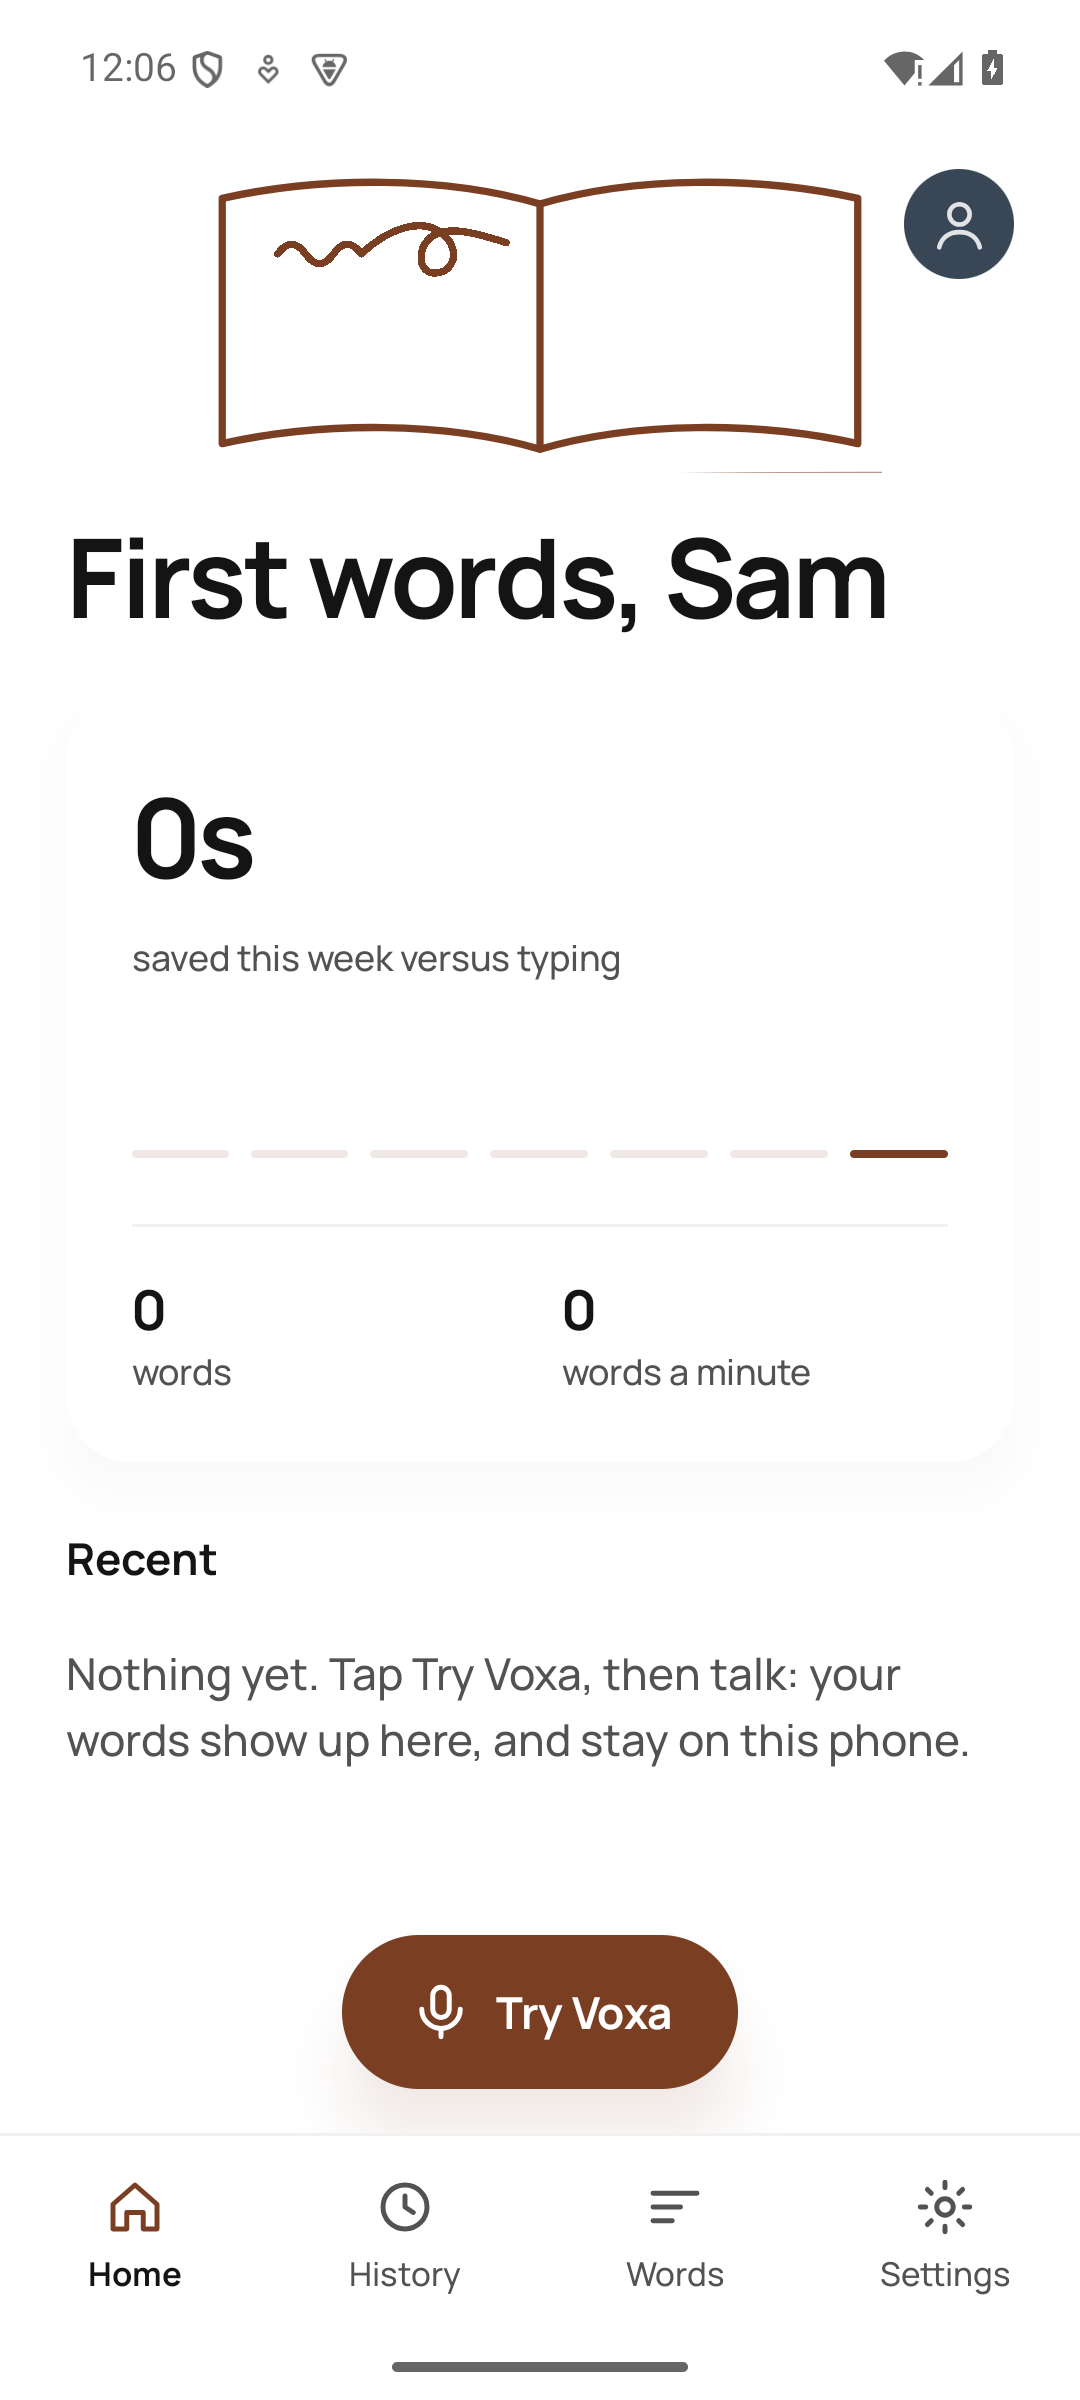 12:06
First words, Sam
0s
saved this week versus typing
0 0
words words a minute
Recent
Nothing yet. Tap Try Voxa, then talk: your
words show up here, and stay on this phone.
Try Voxa
Home History Words Settings